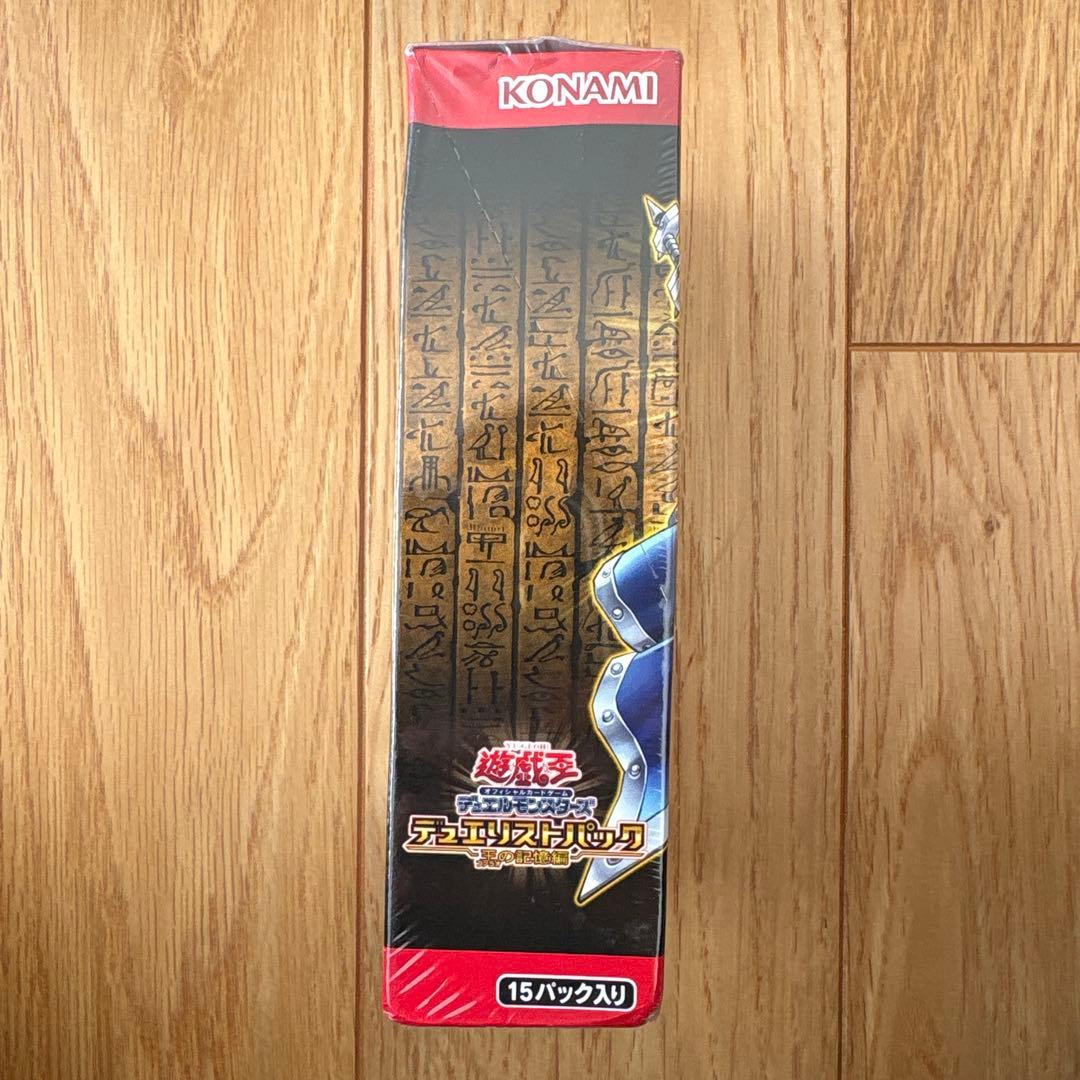 KONAMI
YU-GI-OH!
遊戯王
オフィシャルカードゲーム
デュエルモンスターズ
デュエリストパック
王の記憶編
15パック入り